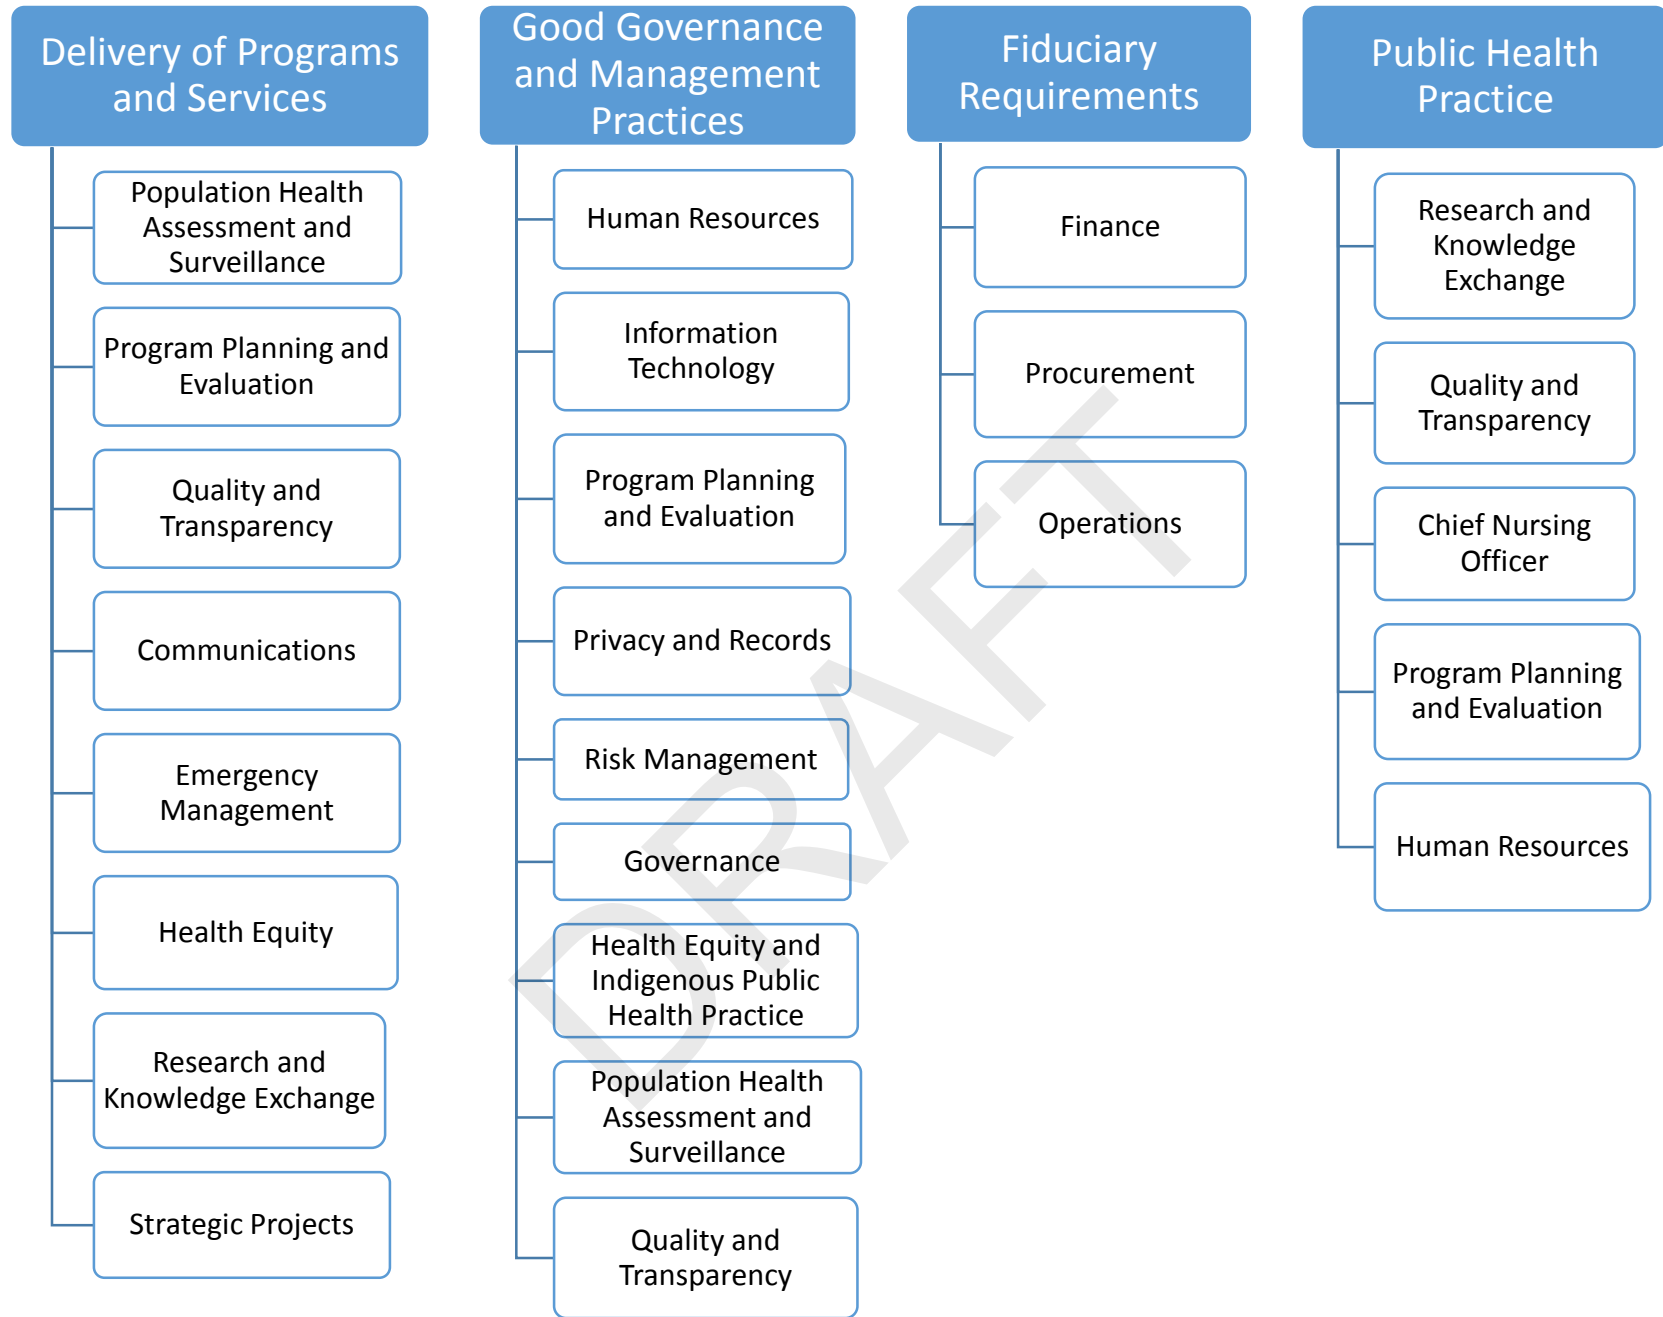 Delivery of Programs
and Services
Population Health
Assessment and
Surveillance
Program Planning and
Evaluation
Quality and
Transparency
Communications
Emergency
Management
Health Equity
Research and
Knowledge Exchange
Strategic Projects
Good Governance
and Management
Practices
Human Resources
Information
Technology
Program Planning
and Evaluation
Privacy and Records
Risk Management
Governance
Health Equity and
Indigenous Public
Health Practice
Population Health
Assessment and
Surveillance
Quality and
Transparency
Fiduciary
Requirements
Finance
Procurement
Operations
Public Health
Practice
Research and
Knowledge
Exchange
Quality and
Transparency
Chief Nursing
Officer
Program Planning
and Evaluation
Human Resources
DRAFT